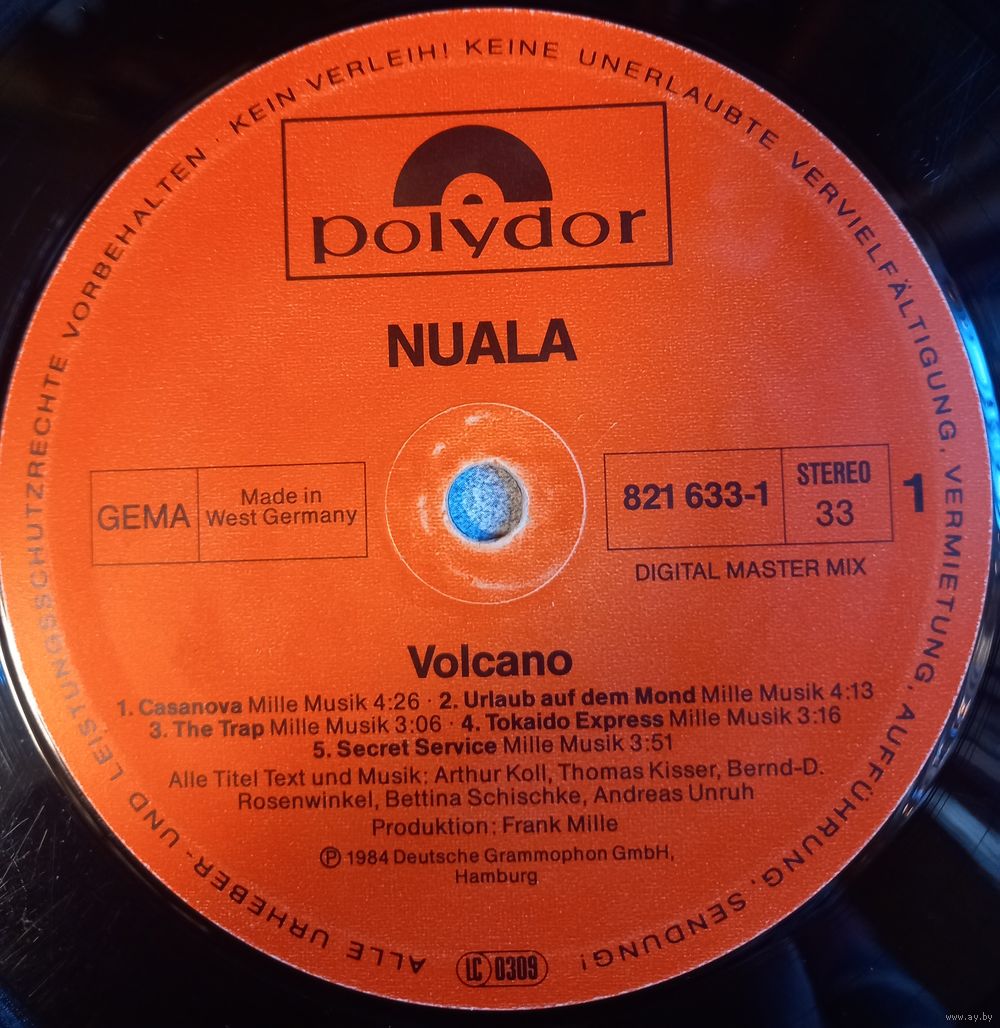 ALLE URHEBER- UND LEISTUNGSSCHUTZRECHTE VORBEHALTEN · KEIN VERLEIH! KEINE UNERLAUBTE VERVIELFÄLTIGUNG, VERMIETUNG, AUFFÜHRUNG, SENDUNG!
polydor
NUALA
GEMA
Made in
West Germany
821 633-1
STEREO
33
1
DIGITAL MASTER MIX
Volcano
1. Casanova Mille Musik 4:26 · 2. Urlaub auf dem Mond Mille Musik 4:13
3. The Trap Mille Musik 3:06 · 4. Tokaido Express Mille Musik 3:16
5. Secret Service Mille Musik 3:51
Alle Titel Text und Musik: Arthur Koll, Thomas Kisser, Bernd-D.
Rosenwinkel, Bettina Schischke, Andreas Unruh
Produktion: Frank Mille
Ⓟ 1984 Deutsche Grammophon GmbH,
Hamburg
LC 0309
www.ay.by